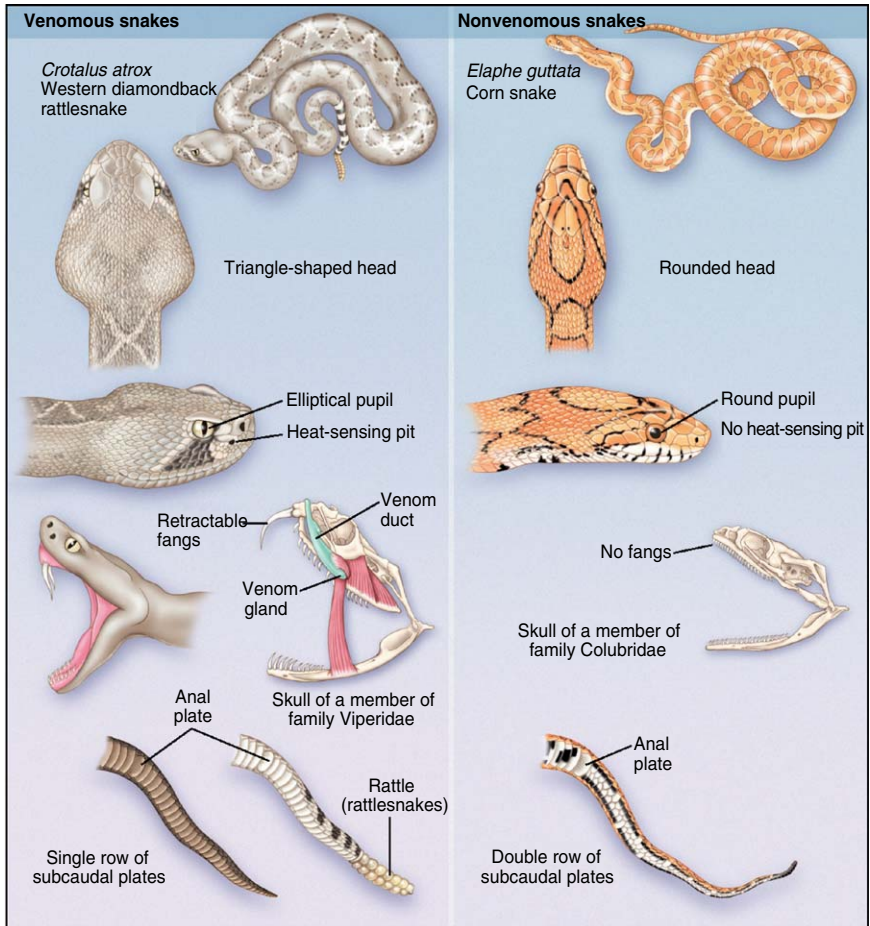 Venomous snakes
Crotalus atrox
Western diamondback
rattlesnake
Triangle-shaped head
Elliptical pupil
Heat-sensing pit
Retractable
fangs
Venom
duct
Venom
gland
Skull of a member of
family Viperidae
Anal
plate
Rattle
(rattlesnakes)
Single row of
subcaudal plates
Nonvenomous snakes
Elaphe guttata
Corn snake
Rounded head
Round pupil
No heat-sensing pit
No fangs
Skull of a member of
family Colubridae
Anal
plate
Double row of
subcaudal plates